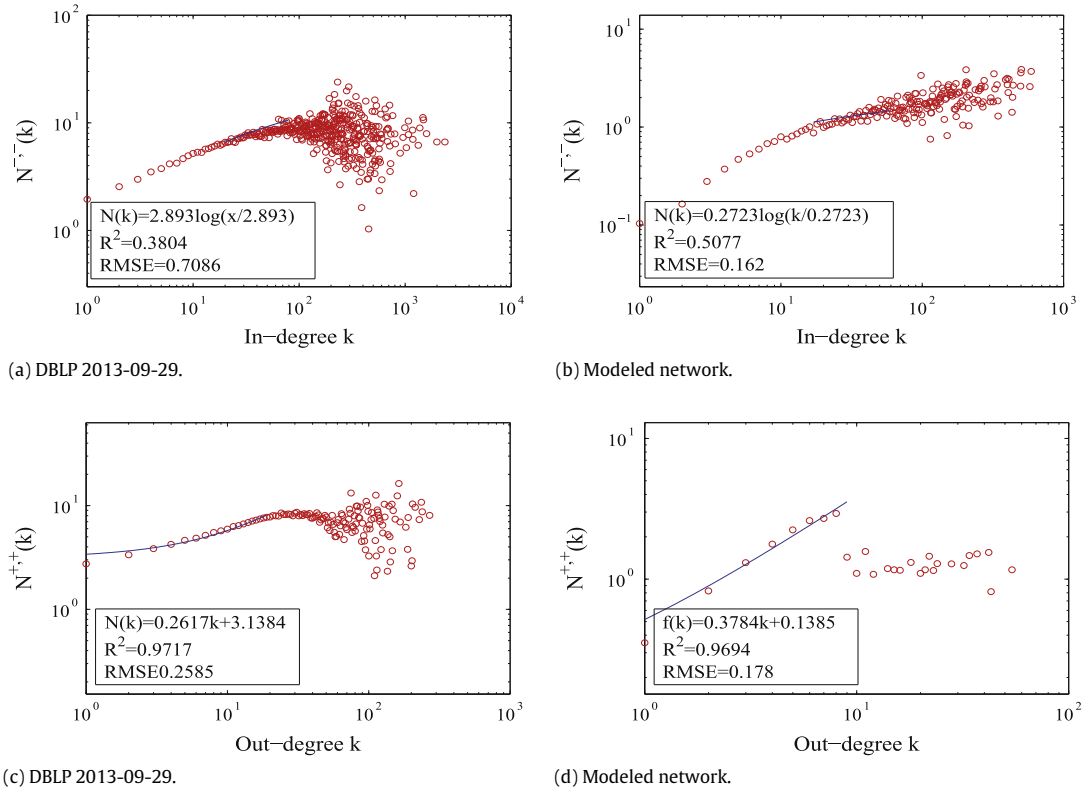 10^2
10^1
10^0
N^{−,−}(k)
N(k)=2.893log(x/2.893)
R^2=0.3804
RMSE=0.7086
10^0 10^1 10^2 10^3 10^4
In−degree k
(a) DBLP 2013-09-29.
10^1
10^0
10^−1
N^{−,−}(k)
N(k)=0.2723log(k/0.2723)
R^2=0.5077
RMSE=0.162
10^0 10^1 10^2 10^3
In−degree k
(b) Modeled network.
10^1
10^0
N^{+,+}(k)
N(k)=0.2617k+3.1384
R^2=0.9717
RMSE0.2585
10^0 10^1 10^2 10^3
Out−degree k
(c) DBLP 2013-09-29.
10^1
10^0
N^{+,+}(k)
f(k)=0.3784k+0.1385
R^2=0.9694
RMSE=0.178
10^0 10^1 10^2
Out−degree k
(d) Modeled network.